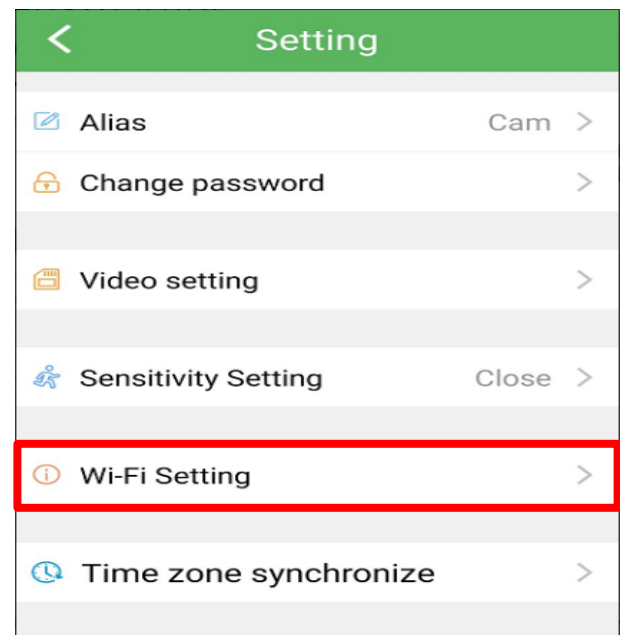 Setting
Alias Cam
Change password
Video setting
Sensitivity Setting Close
Wi-Fi Setting
Time zone synchronize